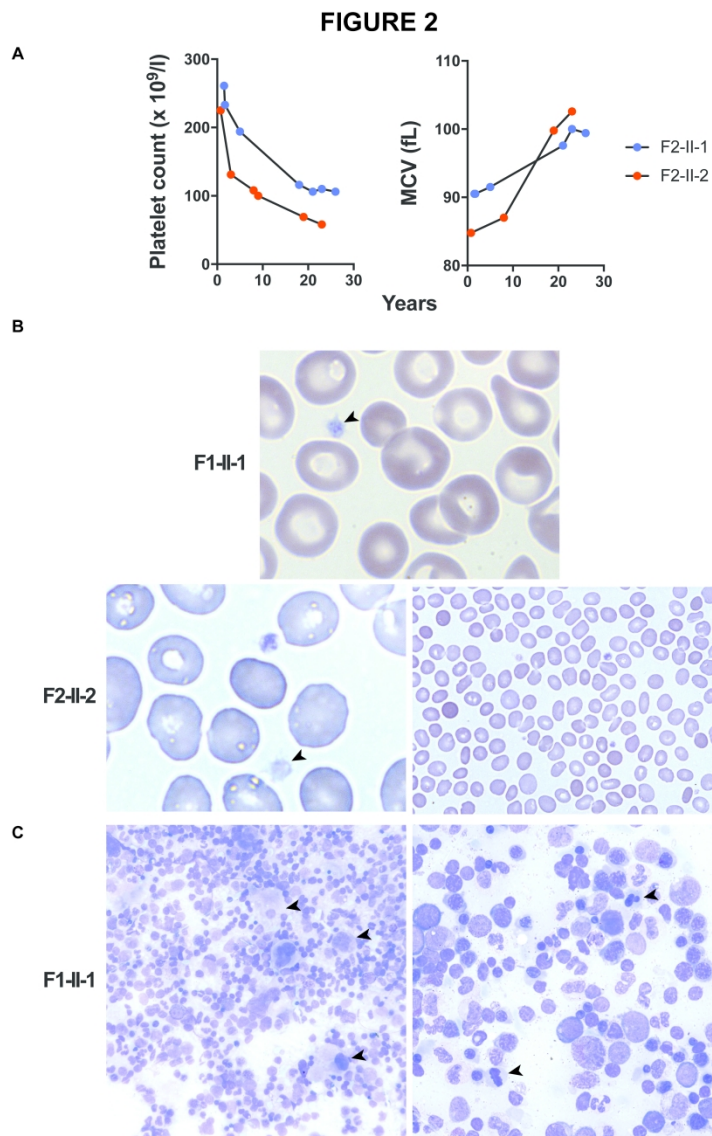 FIGURE 2
A
Platelet count (x 10⁹/l)
300
200
100
0
0 10 20 30
MCV (fL)
110
100
90
80
0 10 20 30
F2-II-1
F2-II-2
Years
B
F1-II-1
F2-II-2
C
F1-II-1